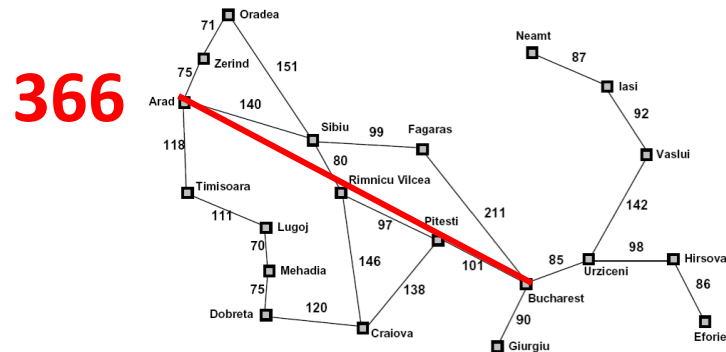 Oradea
71
Neamt
87
Zerind
151
75
Iasi
366
Arad
140
92
Sibiu
99
Fagaras
118
80
Vaslui
Rimnicu Vilcea
Timisoara
142
111
Pitesti
211
Lugoj
97
70
98
Hirsova
146
101
85
Urziceni
Mehadia
138
86
75
Bucharest
120
90
Dobreta
Craiova
Eforie
Giurgiu